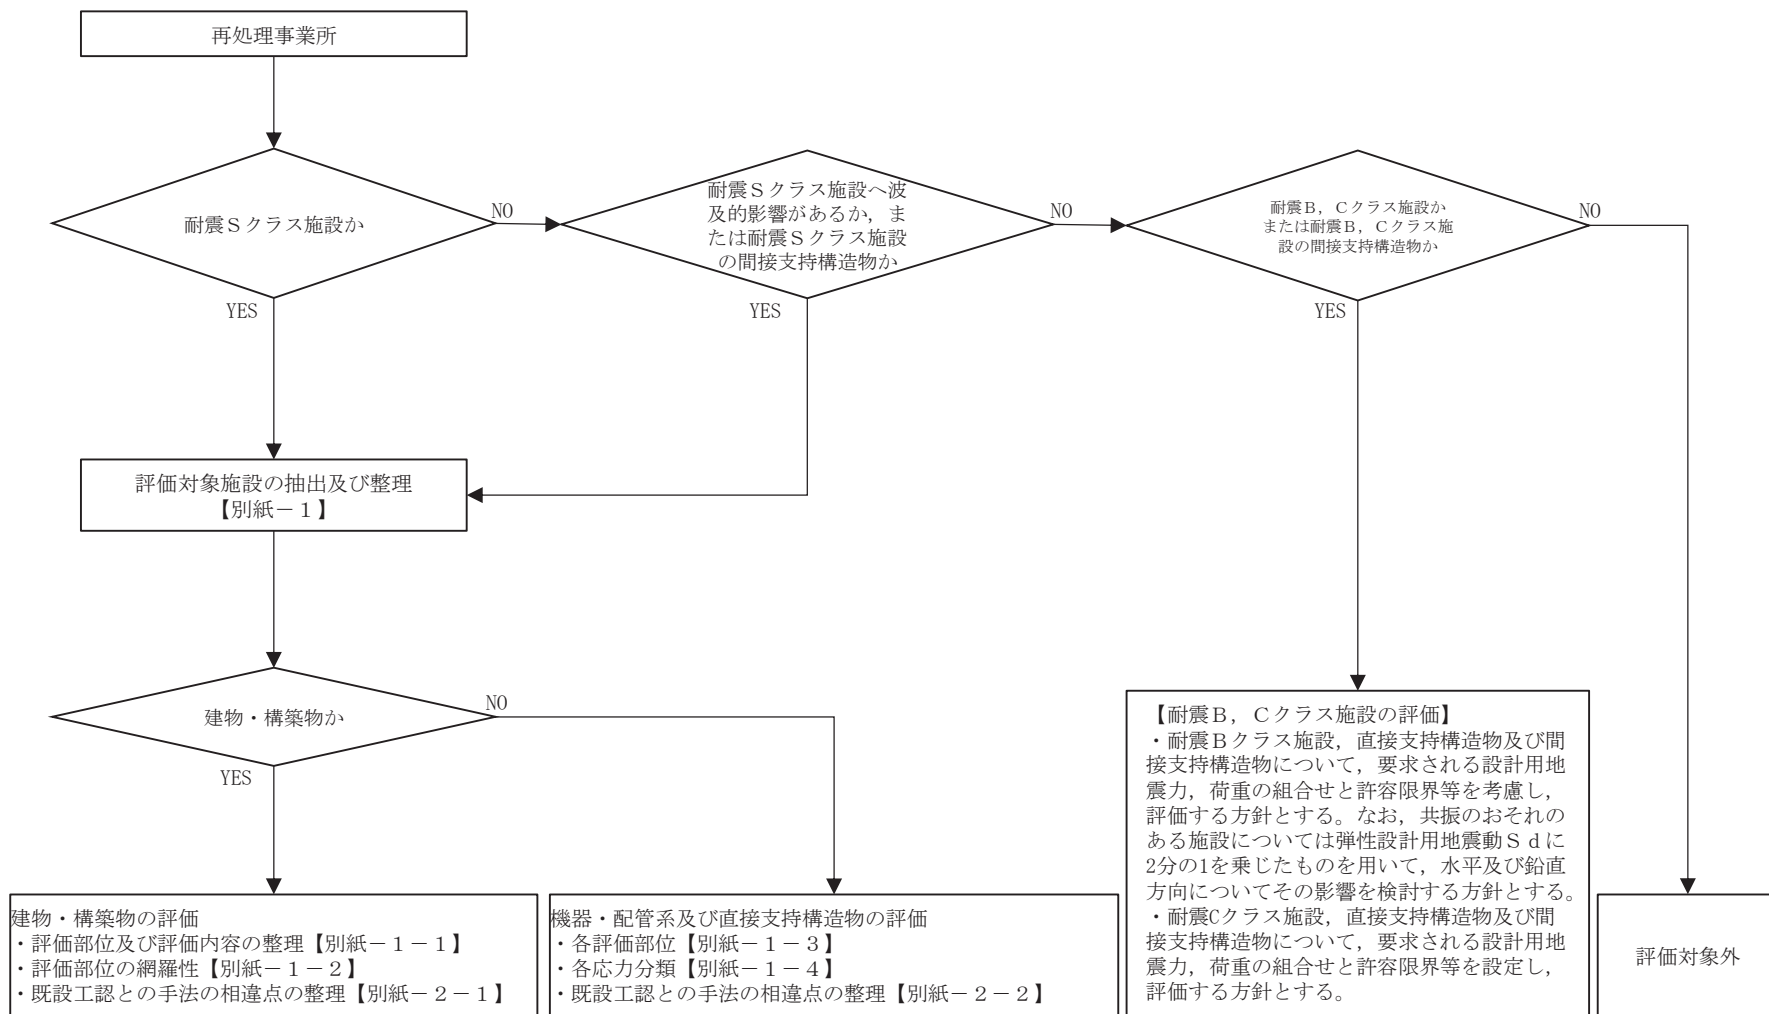 再処理事業所
耐震Ｓクラス施設か
NO
YES
耐震Ｓクラス施設へ波
及的影響があるか，ま
たは耐震Ｓクラス施設
の間接支持構造物か
NO
YES
耐震Ｂ，Ｃクラス施設か
または耐震Ｂ，Ｃクラス施
設の間接支持構造物か
NO
YES
評価対象施設の抽出及び整理
【別紙－１】
建物・構築物か
NO
YES
建物・構築物の評価
・評価部位及び評価内容の整理【別紙－１－１】
・評価部位の網羅性【別紙－１－２】
・既設工認との手法の相違点の整理【別紙－２－１】
機器・配管系及び直接支持構造物の評価
・各評価部位【別紙－１－３】
・各応力分類【別紙－１－４】
・既設工認との手法の相違点の整理【別紙－２－２】
【耐震Ｂ，Ｃクラス施設の評価】
・耐震Ｂクラス施設，直接支持構造物及び間
接支持構造物について，要求される設計用地
震力，荷重の組合せと許容限界等を考慮し，
評価する方針とする。なお，共振のおそれの
ある施設については弾性設計用地震動Ｓｄに
2分の1を乗じたものを用いて，水平及び鉛直
方向についてその影響を検討する方針とする。
・耐震Cクラス施設，直接支持構造物及び間
接支持構造物について，要求される設計用地
震力，荷重の組合せと許容限界等を設定し，
評価する方針とする。
評価対象外